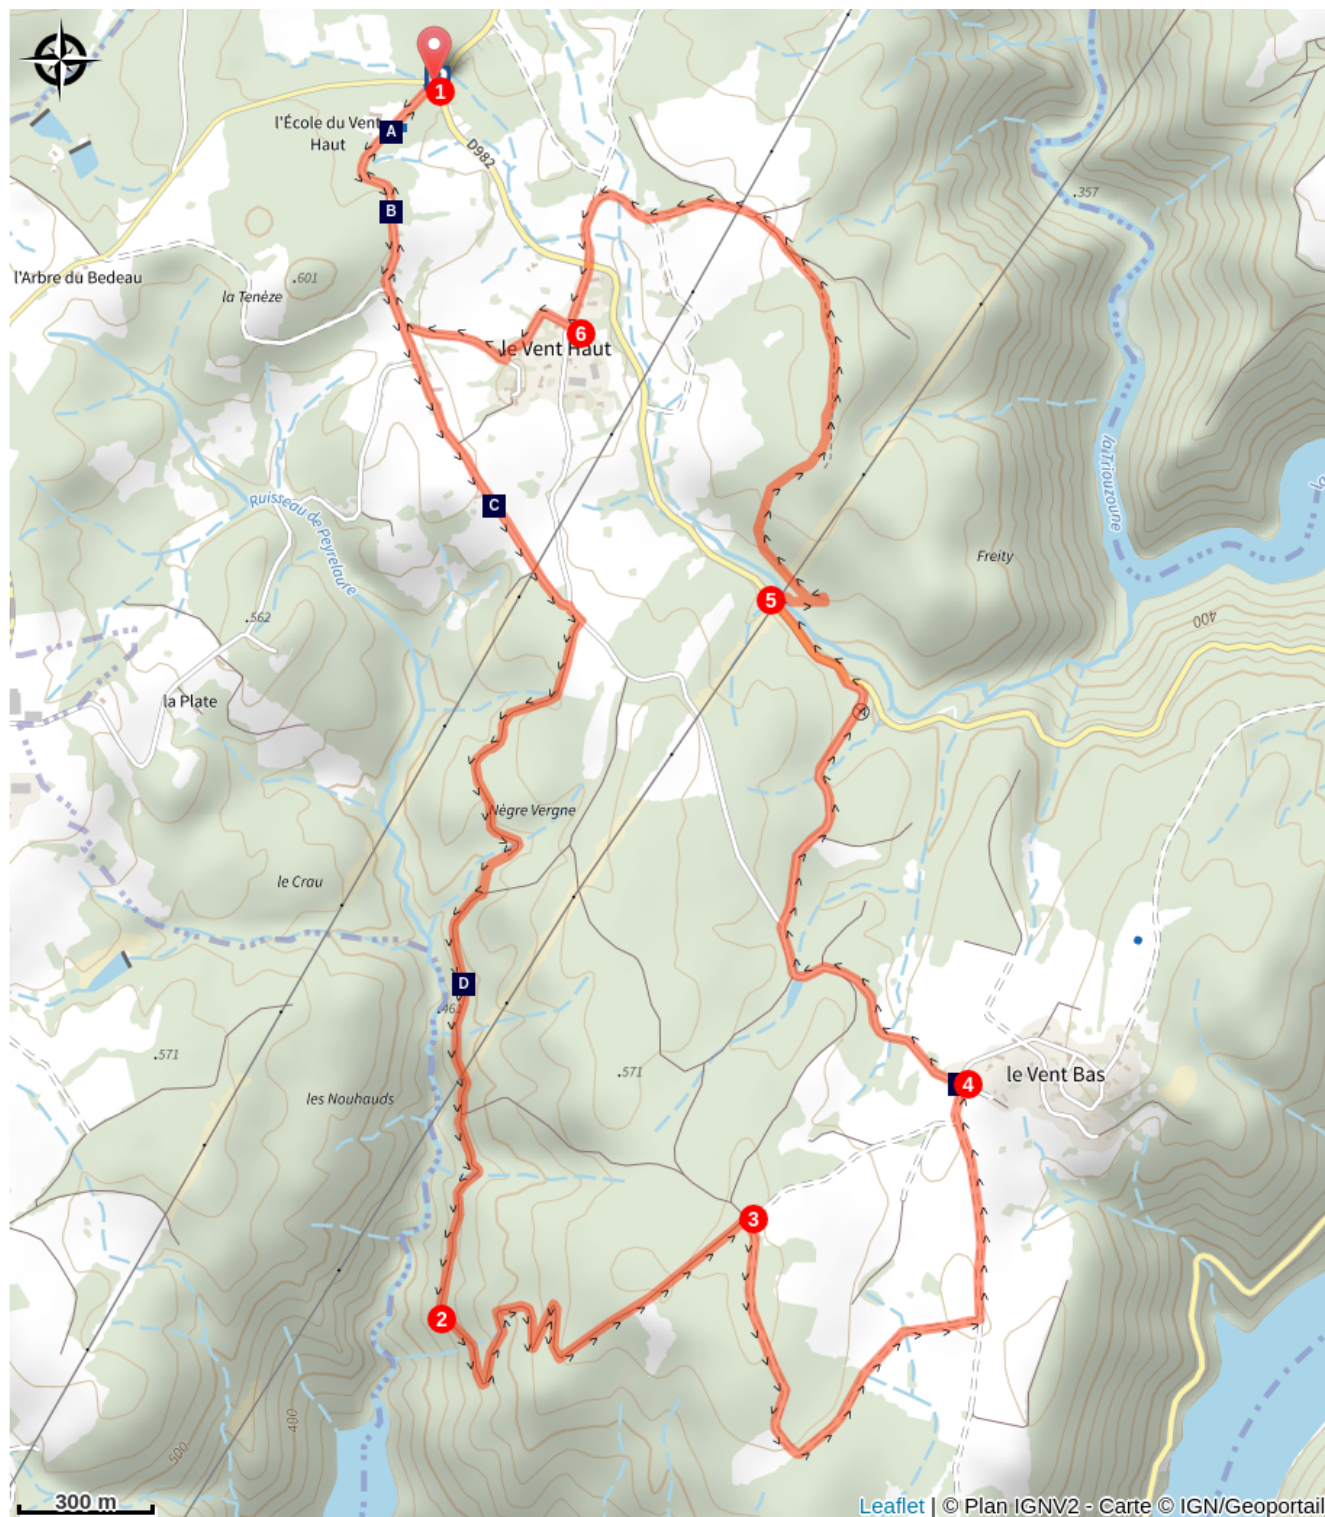 1
l'École du Vent
Haut
A
D982
B
357
l'Arbre du Bedeau
601
la Tenèze
6
le Vent Haut
la Triouzoune
Ruisseau de Peyrelaure
C
Freity
5
562
400
la Plate
Nègre Vergne
le Crau
D
571
571
le Vent Bas
4
les Nouhauds
3
2
400
500
300 m
Leaflet | © Plan IGNV2 - Carte © IGN/Geoportail